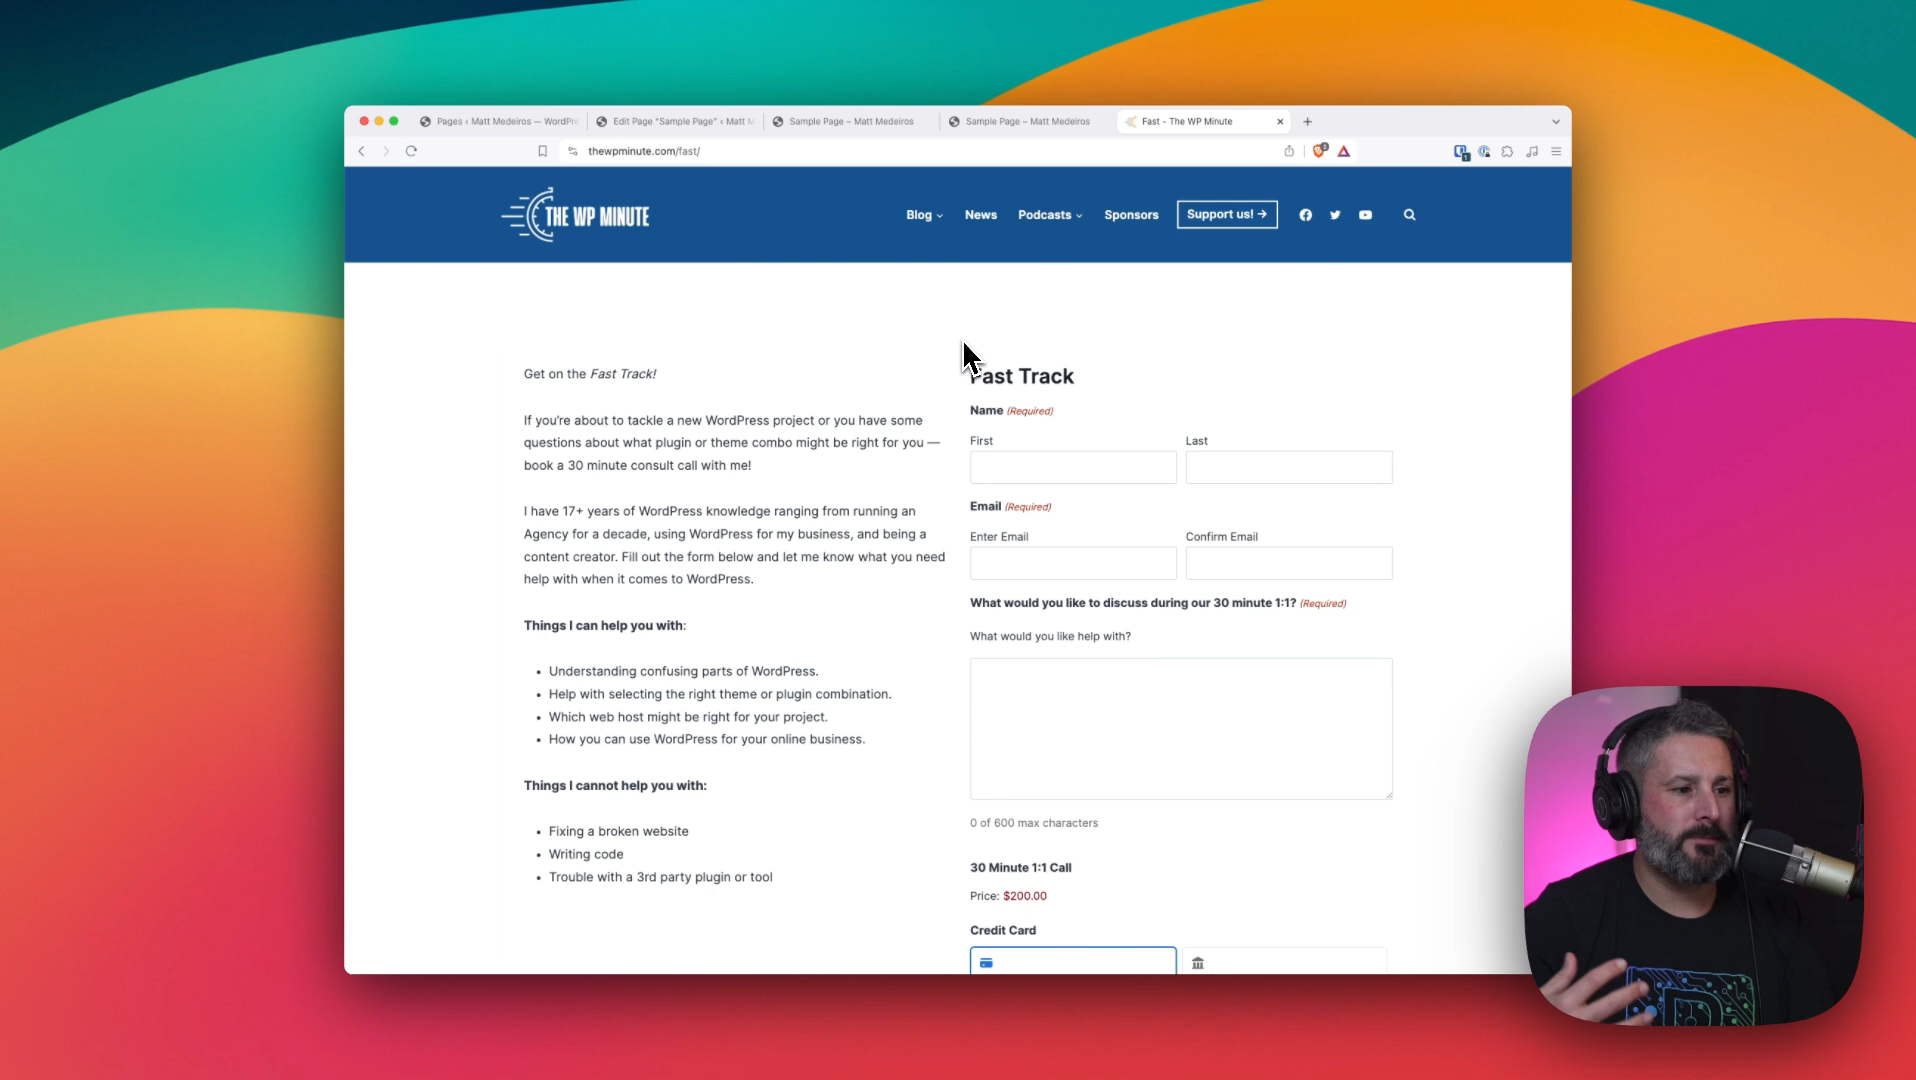 Pages ‹ Matt Medeiros — WordPr
Edit Page "Sample Page" ‹ Matt M
Sample Page – Matt Medeiros
Sample Page – Matt Medeiros
Fast - The WP Minute
thewpminute.com/fast/
THE WP MINUTE
Blog
News
Podcasts
Sponsors
Support us! →
Get on the Fast Track!
If you're about to tackle a new WordPress project or you have some
questions about what plugin or theme combo might be right for you —
book a 30 minute consult call with me!
I have 17+ years of WordPress knowledge ranging from running an
Agency for a decade, using WordPress for my business, and being a
content creator. Fill out the form below and let me know what you need
help with when it comes to WordPress.
Things I can help you with:
• Understanding confusing parts of WordPress.
• Help with selecting the right theme or plugin combination.
• Which web host might be right for your project.
• How you can use WordPress for your online business.
Things I cannot help you with:
• Fixing a broken website
• Writing code
• Trouble with a 3rd party plugin or tool
Fast Track
Name (Required)
First
Last
Email (Required)
Enter Email
Confirm Email
What would you like to discuss during our 30 minute 1:1? (Required)
What would you like help with?
0 of 600 max characters
30 Minute 1:1 Call
Price: $200.00
Credit Card